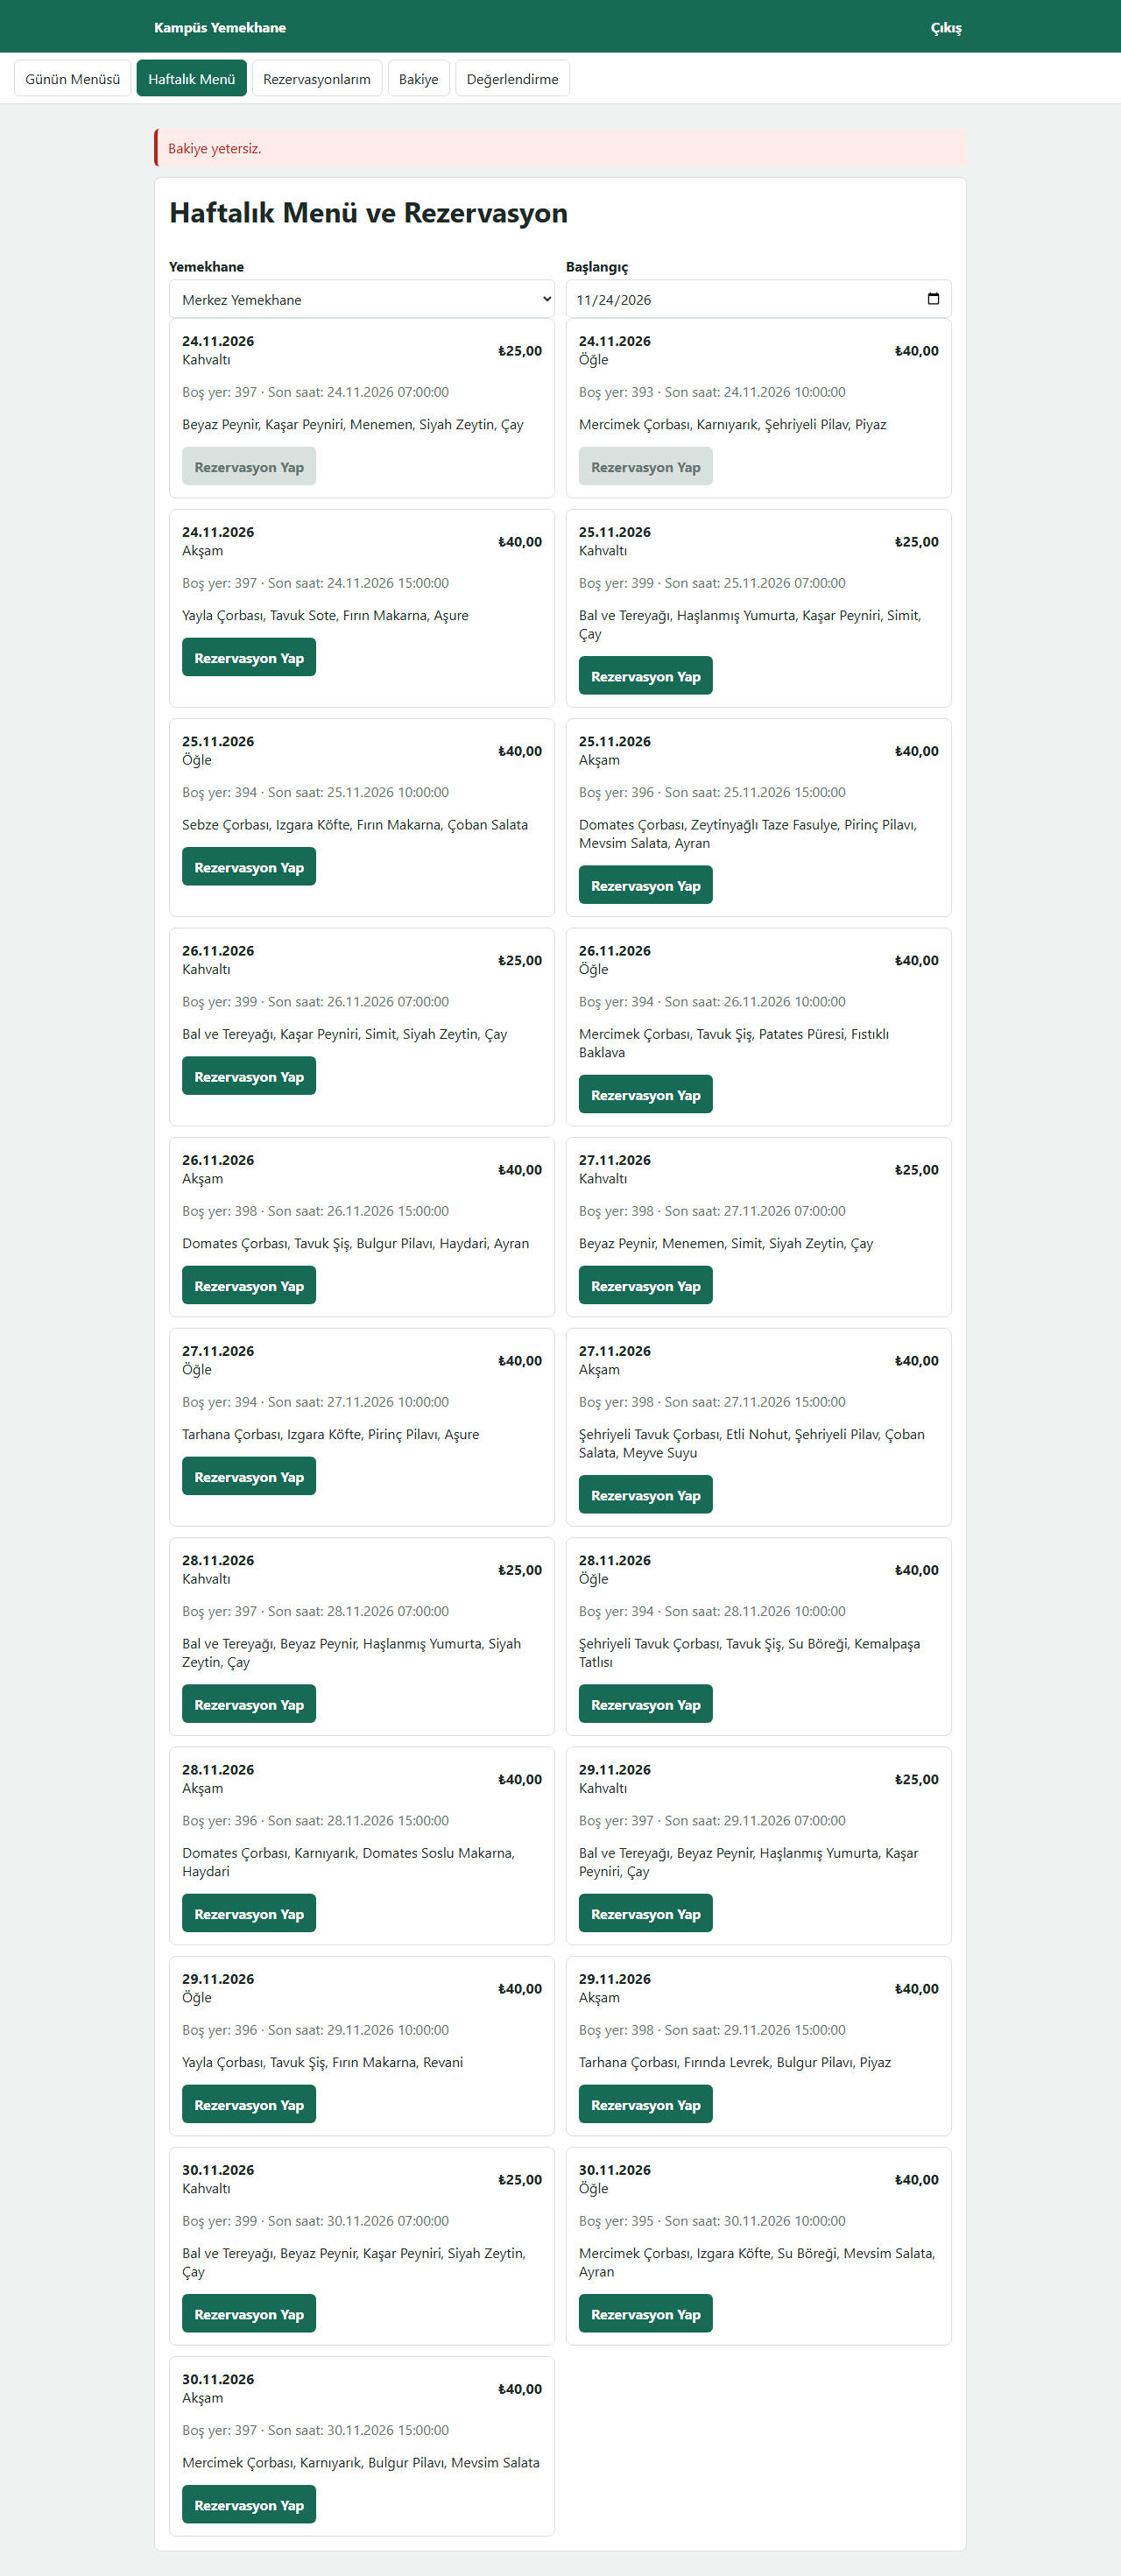 Kampüs Yemekhane
Çıkış
Günün Menüsü
Haftalık Menü
Rezervasyonlarım
Bakiye
Değerlendirme
Bakiye yetersiz.
Haftalık Menü ve Rezervasyon
Yemekhane
Başlangıç
Merkez Yemekhane
11/24/2026
24.11.2026
Kahvaltı
₺25,00
Boş yer: 397 · Son saat: 24.11.2026 07:00:00
Beyaz Peynir, Kaşar Peyniri, Menemen, Siyah Zeytin, Çay
Rezervasyon Yap
24.11.2026
Öğle
₺40,00
Boş yer: 393 · Son saat: 24.11.2026 10:00:00
Mercimek Çorbası, Karnıyarık, Şehriyeli Pilav, Piyaz
Rezervasyon Yap
24.11.2026
Akşam
₺40,00
Boş yer: 397 · Son saat: 24.11.2026 15:00:00
Yayla Çorbası, Tavuk Sote, Fırın Makarna, Aşure
Rezervasyon Yap
25.11.2026
Kahvaltı
₺25,00
Boş yer: 399 · Son saat: 25.11.2026 07:00:00
Bal ve Tereyağı, Haşlanmış Yumurta, Kaşar Peyniri, Simit,
Çay
Rezervasyon Yap
25.11.2026
Öğle
₺40,00
Boş yer: 394 · Son saat: 25.11.2026 10:00:00
Sebze Çorbası, Izgara Köfte, Fırın Makarna, Çoban Salata
Rezervasyon Yap
25.11.2026
Akşam
₺40,00
Boş yer: 396 · Son saat: 25.11.2026 15:00:00
Domates Çorbası, Zeytinyağlı Taze Fasulye, Pirinç Pilavı,
Mevsim Salata, Ayran
Rezervasyon Yap
26.11.2026
Kahvaltı
₺25,00
Boş yer: 399 · Son saat: 26.11.2026 07:00:00
Bal ve Tereyağı, Kaşar Peyniri, Simit, Siyah Zeytin, Çay
Rezervasyon Yap
26.11.2026
Öğle
₺40,00
Boş yer: 394 · Son saat: 26.11.2026 10:00:00
Mercimek Çorbası, Tavuk Şiş, Patates Püresi, Fıstıklı
Baklava
Rezervasyon Yap
26.11.2026
Akşam
₺40,00
Boş yer: 398 · Son saat: 26.11.2026 15:00:00
Domates Çorbası, Tavuk Şiş, Bulgur Pilavı, Haydari, Ayran
Rezervasyon Yap
27.11.2026
Kahvaltı
₺25,00
Boş yer: 398 · Son saat: 27.11.2026 07:00:00
Beyaz Peynir, Menemen, Simit, Siyah Zeytin, Çay
Rezervasyon Yap
27.11.2026
Öğle
₺40,00
Boş yer: 394 · Son saat: 27.11.2026 10:00:00
Tarhana Çorbası, Izgara Köfte, Pirinç Pilavı, Aşure
Rezervasyon Yap
27.11.2026
Akşam
₺40,00
Boş yer: 398 · Son saat: 27.11.2026 15:00:00
Şehriyeli Tavuk Çorbası, Etli Nohut, Şehriyeli Pilav, Çoban
Salata, Meyve Suyu
Rezervasyon Yap
28.11.2026
Kahvaltı
₺25,00
Boş yer: 397 · Son saat: 28.11.2026 07:00:00
Bal ve Tereyağı, Beyaz Peynir, Haşlanmış Yumurta, Siyah
Zeytin, Çay
Rezervasyon Yap
28.11.2026
Öğle
₺40,00
Boş yer: 394 · Son saat: 28.11.2026 10:00:00
Şehriyeli Tavuk Çorbası, Tavuk Şiş, Su Böreği, Kemalpaşa
Tatlısı
Rezervasyon Yap
28.11.2026
Akşam
₺40,00
Boş yer: 396 · Son saat: 28.11.2026 15:00:00
Domates Çorbası, Karnıyarık, Domates Soslu Makarna,
Haydari
Rezervasyon Yap
29.11.2026
Kahvaltı
₺25,00
Boş yer: 397 · Son saat: 29.11.2026 07:00:00
Bal ve Tereyağı, Beyaz Peynir, Haşlanmış Yumurta, Kaşar
Peyniri, Çay
Rezervasyon Yap
29.11.2026
Öğle
₺40,00
Boş yer: 396 · Son saat: 29.11.2026 10:00:00
Yayla Çorbası, Tavuk Şiş, Fırın Makarna, Revani
Rezervasyon Yap
29.11.2026
Akşam
₺40,00
Boş yer: 398 · Son saat: 29.11.2026 15:00:00
Tarhana Çorbası, Fırında Levrek, Bulgur Pilavı, Piyaz
Rezervasyon Yap
30.11.2026
Kahvaltı
₺25,00
Boş yer: 399 · Son saat: 30.11.2026 07:00:00
Bal ve Tereyağı, Beyaz Peynir, Kaşar Peyniri, Siyah Zeytin,
Çay
Rezervasyon Yap
30.11.2026
Öğle
₺40,00
Boş yer: 395 · Son saat: 30.11.2026 10:00:00
Mercimek Çorbası, Izgara Köfte, Su Böreği, Mevsim Salata,
Ayran
Rezervasyon Yap
30.11.2026
Akşam
₺40,00
Boş yer: 397 · Son saat: 30.11.2026 15:00:00
Mercimek Çorbası, Karnıyarık, Bulgur Pilavı, Mevsim Salata
Rezervasyon Yap